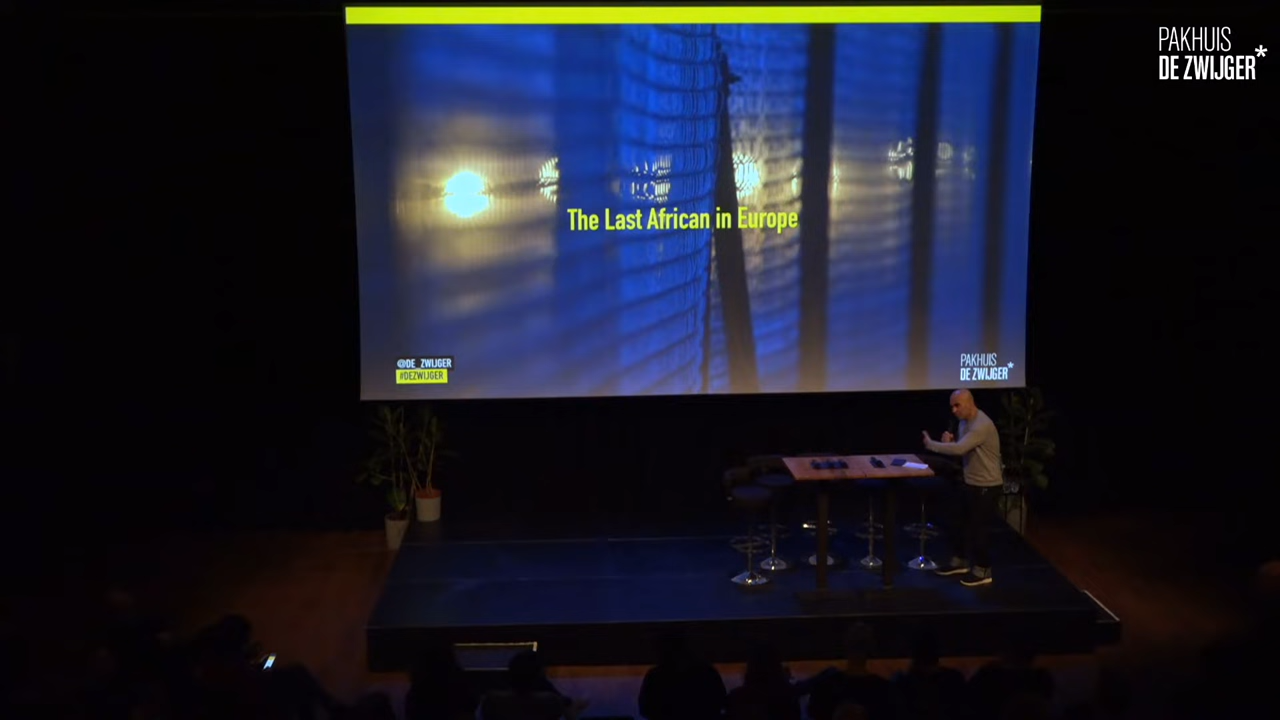 PAKHUIS
DE ZWIJGER*
The Last African in Europe
@DE_ZWIJGER
#DEZWIJGER
PAKHUIS
DE ZWIJGER*